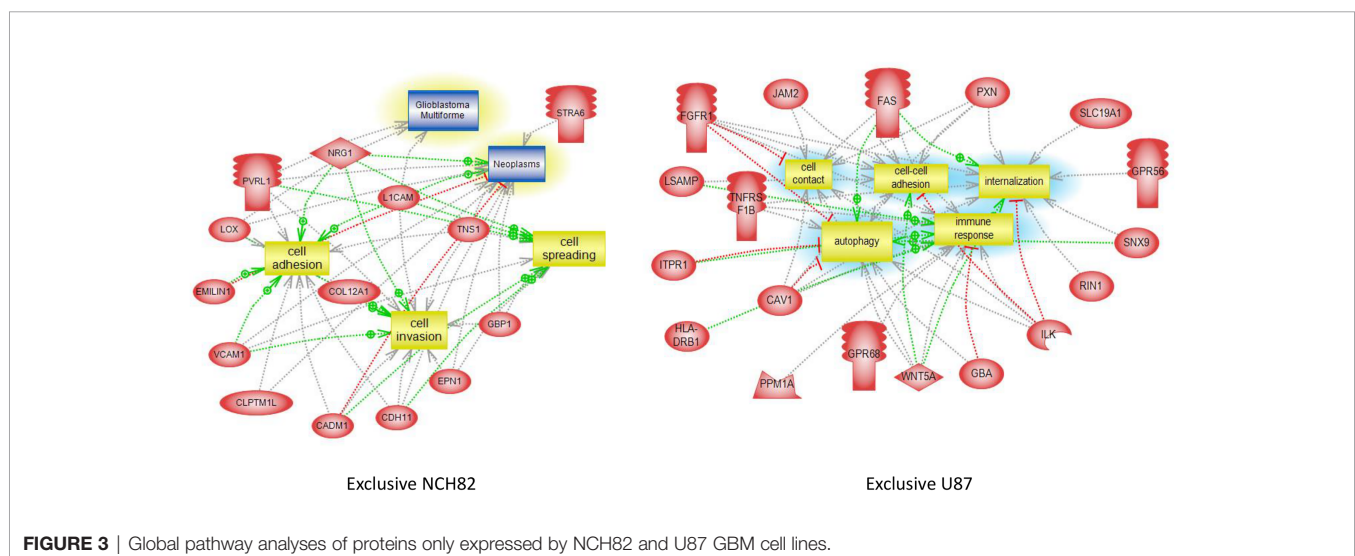 Glioblastoma
Multiforme
STRA6
NRG1
Neoplasms
PVRL1
L1CAM
LOX
TNS1
cell
adhesion
cell
spreading
EMILIN1
COL12A1
cell
invasion
GBP1
VCAM1
EPN1
CLPTM1L
CADM1
CDH11
Exclusive NCH82
JAM2
FAS
PXN
FGFR1
SLC19A1
cell
contact
cell-cell
adhesion
internalization
LSAMP
TNFRS
F1B
GPR56
immune
response
autophagy
ITPR1
SNX9
CAV1
RIN1
HLA-
DRB1
ILK
GPR68
PPM1A
WNT5A
GBA
Exclusive U87
FIGURE 3 | Global pathway analyses of proteins only expressed by NCH82 and U87 GBM cell lines.